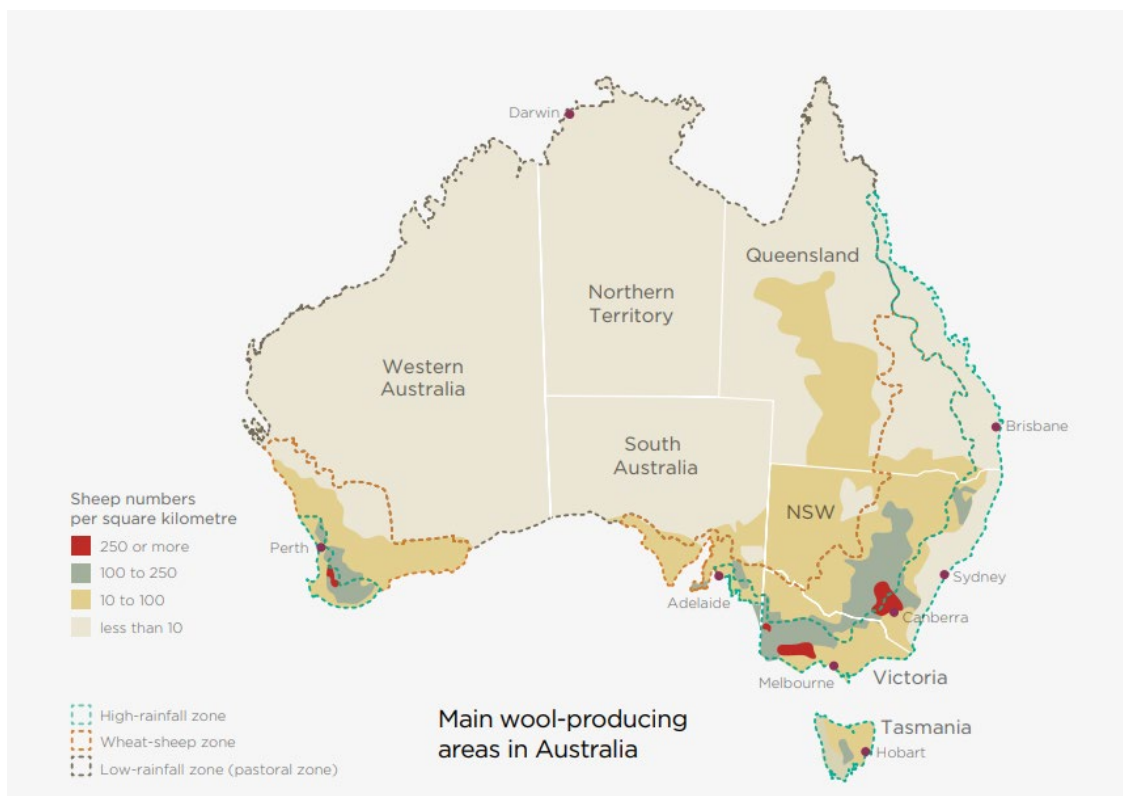 Darwin
Queensland
Northern
Territory
Western
Australia
Brisbane
South
Australia
Sheep numbers
per square kilometre
NSW
250 or more
Perth
100 to 250
Sydney
10 to 100
Adelaide
Canberra
less than 10
Melbourne
Victoria
High-rainfall zone
Main wool-producing
areas in Australia
Tasmania
Wheat-sheep zone
Hobart
Low-rainfall zone (pastoral zone)